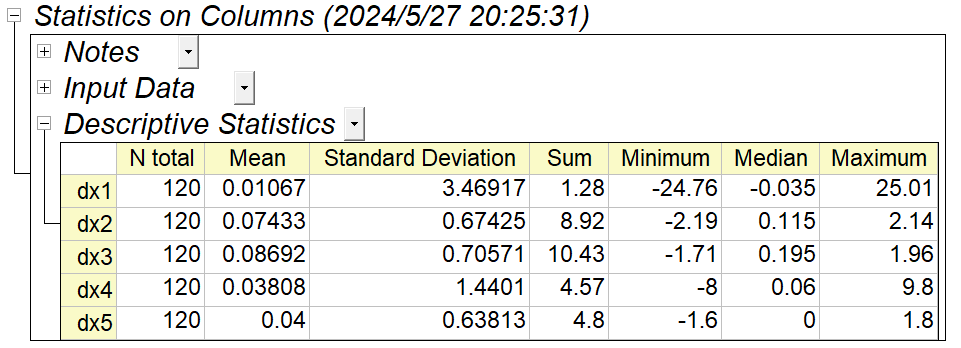 Statistics on Columns (2024/5/27 20:25:31)
Notes
Input Data
Descriptive Statistics
N total Mean Standard Deviation Sum Minimum Median Maximum
dx1 120 0.01067 3.46917 1.28 -24.76 -0.035 25.01
dx2 120 0.07433 0.67425 8.92 -2.19 0.115 2.14
dx3 120 0.08692 0.70571 10.43 -1.71 0.195 1.96
dx4 120 0.03808 1.4401 4.57 -8 0.06 9.8
dx5 120 0.04 0.63813 4.8 -1.6 0 1.8